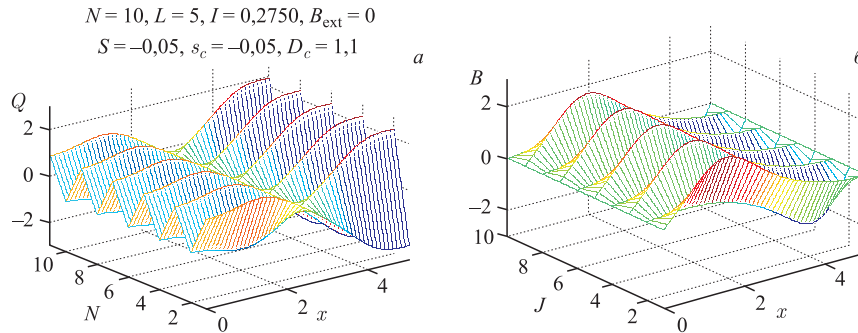 N = 10, L = 5, I = 0,2750, B_ext = 0
S = –0,05, s_c = –0,05, D_c = 1,1
a
Q
2
0
–2
10
8
6
4
2
N
0
2
4
x
B
2
0
–2
10
8
6
4
2
J
0
2
4
x